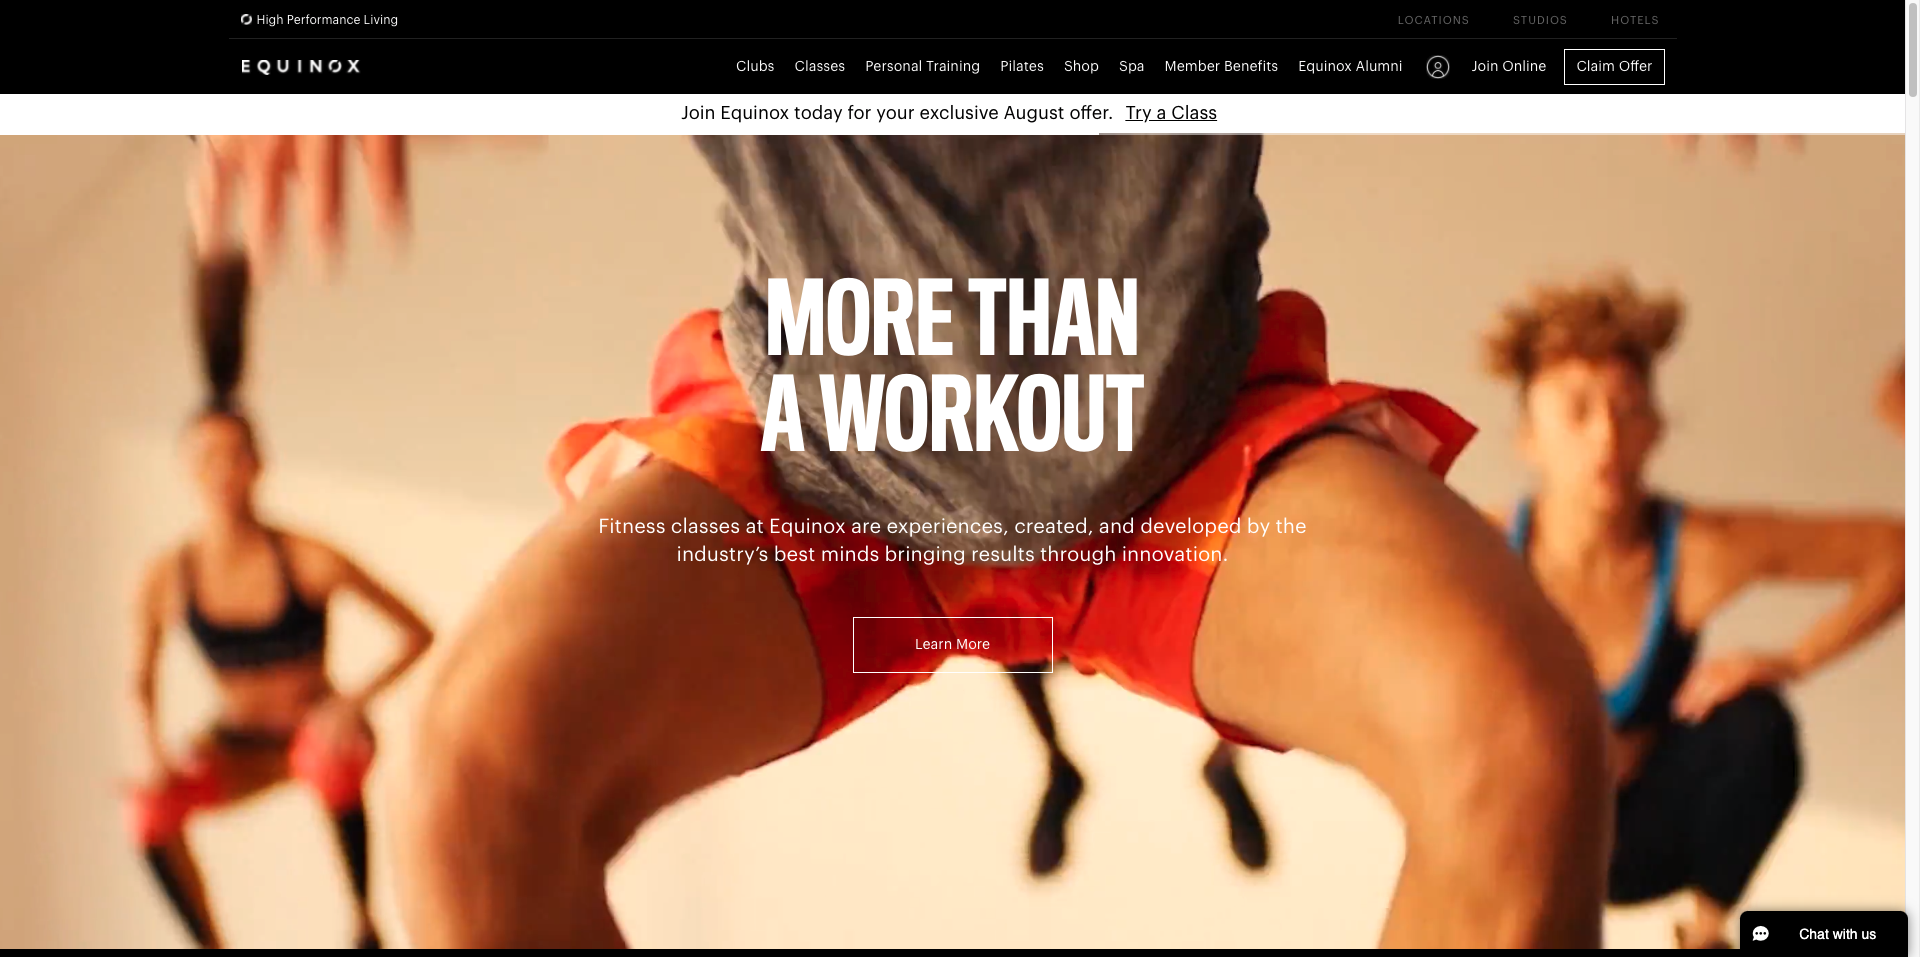 High Performance Living
LOCATIONS STUDIOS HOTELS
EQUINOX
Clubs Classes Personal Training Pilates Shop Spa Member Benefits Equinox Alumni Join Online Claim Offer
Join Equinox today for your exclusive August offer. Try a Class
MORE THAN
A WORKOUT
Fitness classes at Equinox are experiences, created, and developed by the
industry’s best minds bringing results through innovation.
Learn More
Chat with us